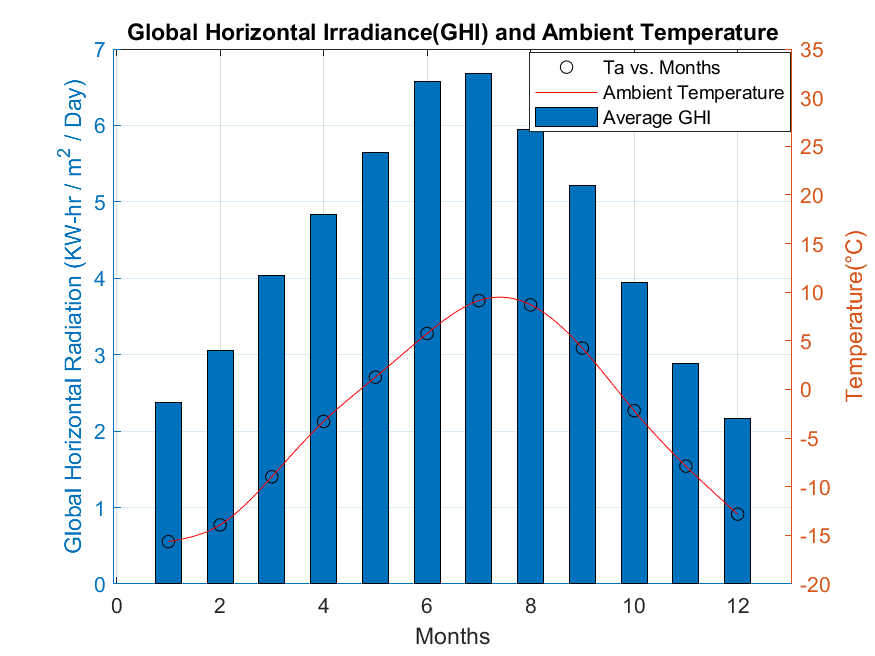 Global Horizontal Irradiance(GHI) and Ambient Temperature
Ta vs. Months
Ambient Temperature
Average GHI
Global Horizontal Radiation (KW-hr / m² / Day)
7
6
5
4
3
2
1
0
35
30
25
20
15
10
5
0
-5
-10
-15
-20
Temperature(°C)
0 2 4 6 8 10 12
Months